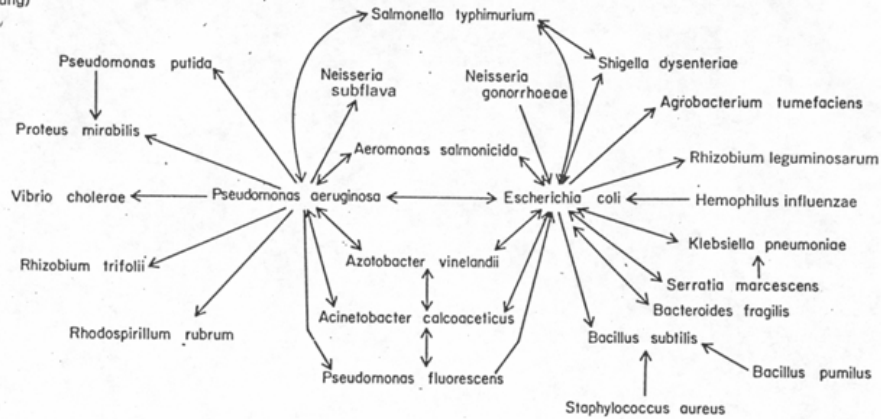 ung)
Salmonella typhimurium
Pseudomonas putida
Shigella dysenteriae
Neisseria
subflava
Neisseria
gonorrhoeae
Agrobacterium tumefaciens
Proteus mirabilis
Aeromonas salmonicida
Rhizobium leguminosarum
Vibrio cholerae
Pseudomonas aeruginosa
Escherichia coli
Hemophilus influenzae
Klebsiella pneumoniae
Rhizobium trifolii
Azotobacter vinelandii
Serratia marcescens
Bacteroides fragilis
Acinetobacter calcoaceticus
Rhodospirillum rubrum
Bacillus subtilis
Pseudomonas fluorescens
Bacillus pumilus
Staphylococcus aureus